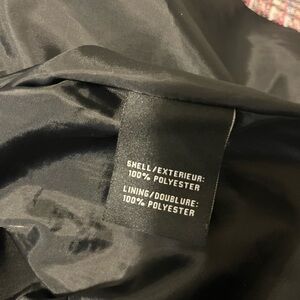 SHELL/EXTERIEUR:
100% POLYESTER
LINING/DOUBLURE:
100% POLYESTER